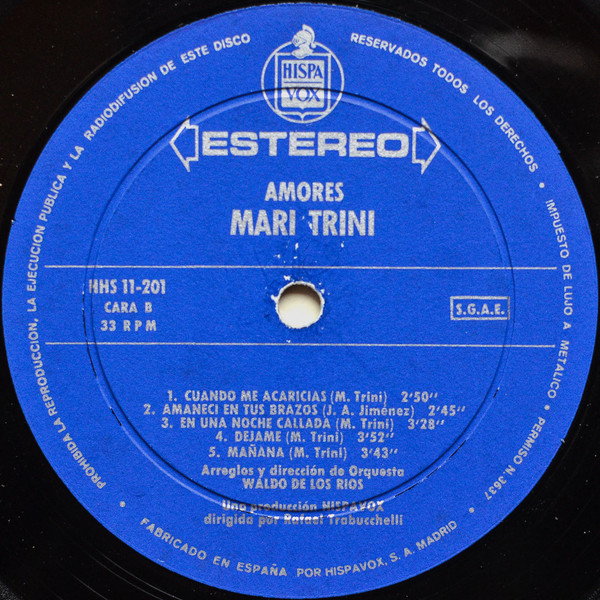 PROHIBIDA LA REPRODUCCION, LA EJECUCION PUBLICA Y LA RADIODIFUSION DE ESTE DISCO
RESERVADOS TODOS LOS DERECHOS • IMPUESTO DE LUJO A METALICO • PERMISO N. 3637
HISPA
VOX
ESTEREO
AMORES
MARI TRINI
HHS 11-201
CARA B
33 RPM
S.G.A.E.
1. CUANDO ME ACARICIAS (M. Trini) 2'50''
2. AMANECI EN TUS BRAZOS (J. A. Jiménez) 2'45''
3. EN UNA NOCHE CALLADA (M. Trini) 3'28''
4. DEJAME (M. Trini) 3'52''
5. MAÑANA (M. Trini) 3'43''
Arreglos y dirección de Orquesta
WALDO DE LOS RIOS
Una producción HISPAVOX
dirigida por Rafael Trabucchelli
• FABRICADO EN ESPAÑA POR HISPAVOX, S. A. MADRID •